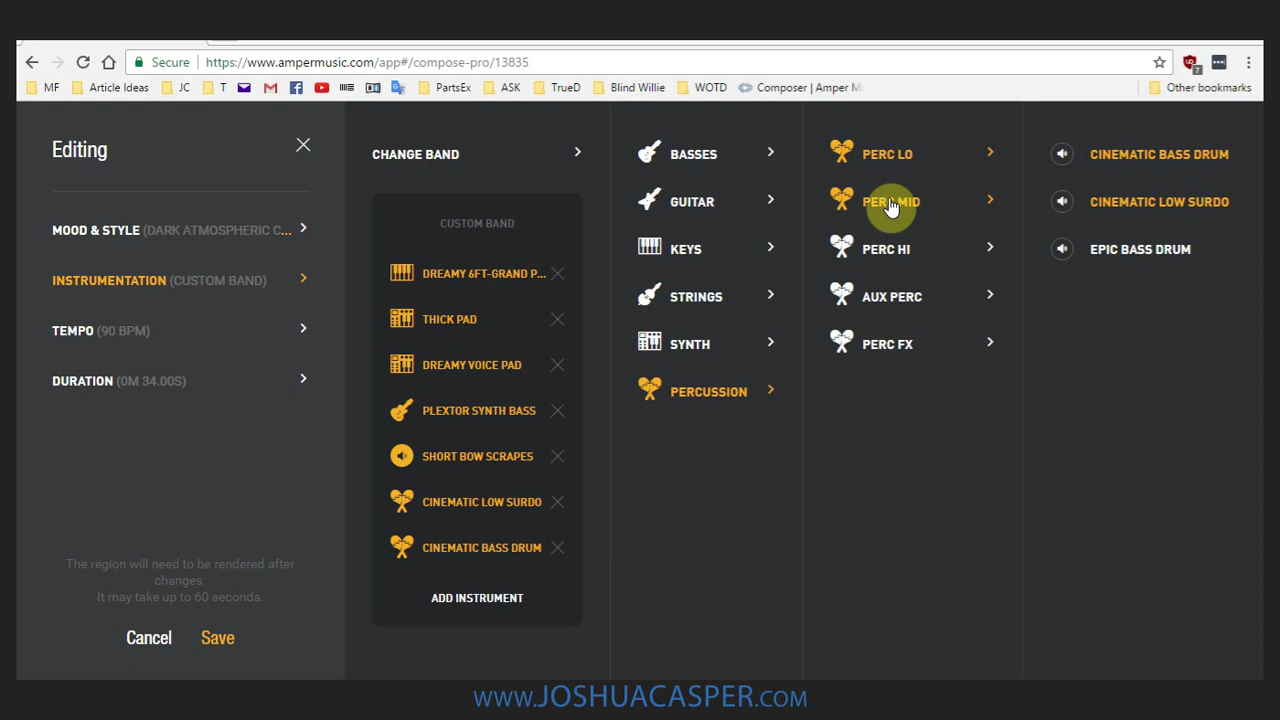 Secure https://www.ampermusic.com/app#/compose-pro/13835
MF Article Ideas JC T PartsEx ASK TrueD Blind Willie WOTD Composer | Amper M Other bookmarks
Editing
MOOD & STYLE (DARK ATMOSPHERIC C...
INSTRUMENTATION (CUSTOM BAND)
TEMPO (90 BPM)
DURATION (0M 34.00S)
The region will need to be rendered after
changes.
It may take up to 60 seconds.
Cancel Save
CHANGE BAND
CUSTOM BAND
DREAMY 6FT-GRAND P...
THICK PAD
DREAMY VOICE PAD
PLEXTOR SYNTH BASS
SHORT BOW SCRAPES
CINEMATIC LOW SURDO
CINEMATIC BASS DRUM
ADD INSTRUMENT
BASSES
GUITAR
KEYS
STRINGS
SYNTH
PERCUSSION
PERC LO
PERC MID
PERC HI
AUX PERC
PERC FX
CINEMATIC BASS DRUM
CINEMATIC LOW SURDO
EPIC BASS DRUM
WWW.JOSHUACASPER.COM